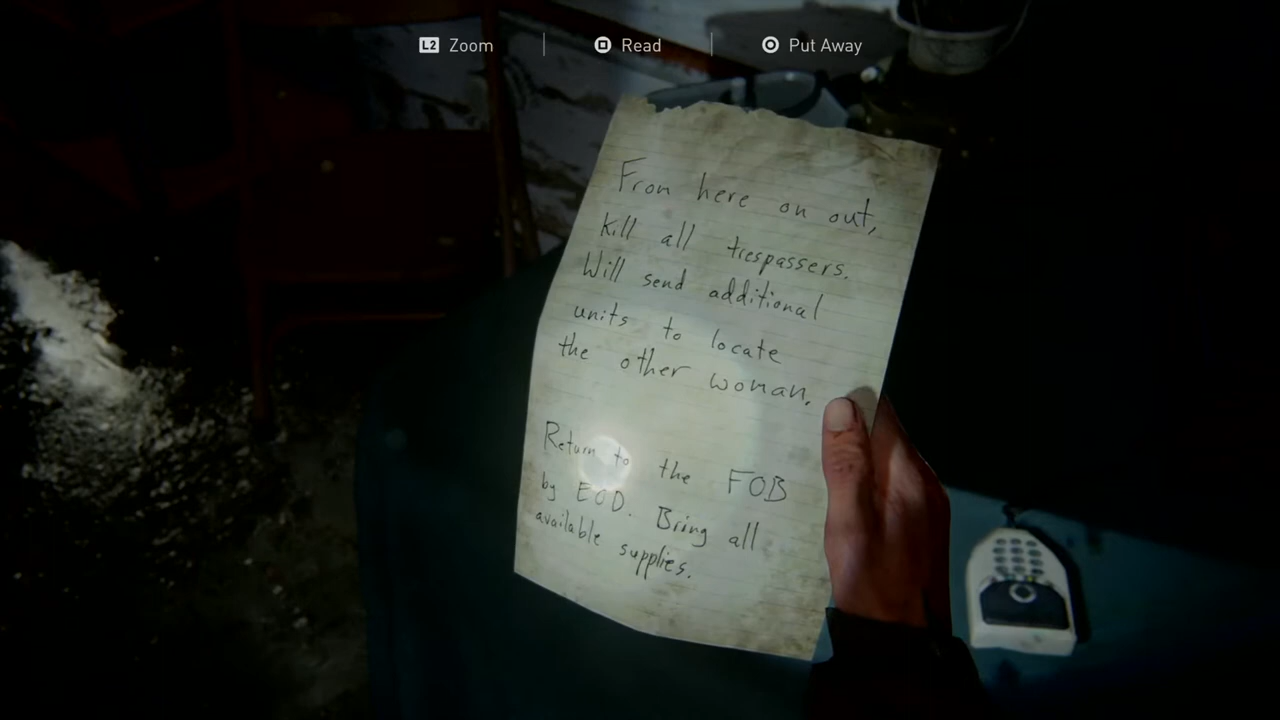 L2 Zoom
Read
Put Away
From here on out,
Kill all trespassers.
Will send additional
units to locate
the other woman.
Return to the FOB
by EOD. Bring all
available supplies.